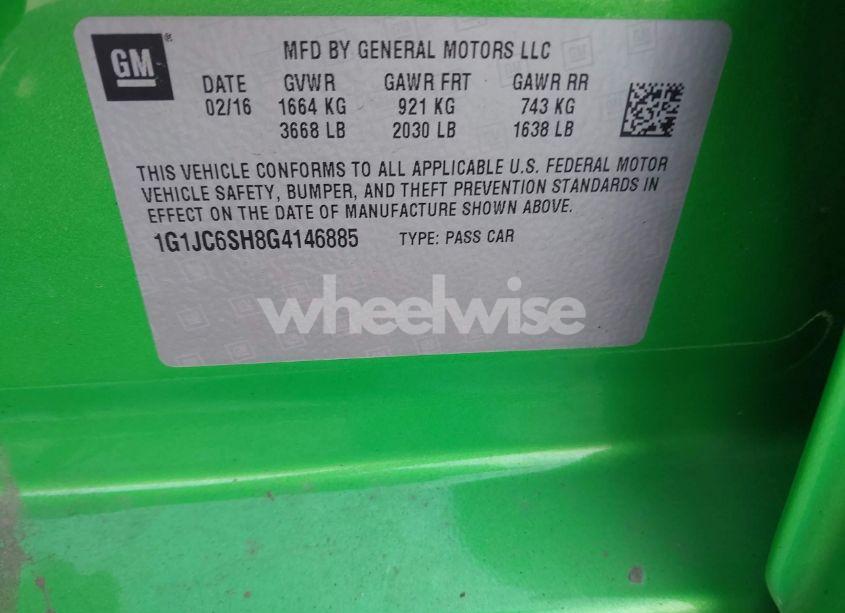 GM
MFD BY GENERAL MOTORS LLC
DATE GVWR GAWR FRT GAWR RR
02/16 1664 KG 921 KG 743 KG
3668 LB 2030 LB 1638 LB
THIS VEHICLE CONFORMS TO ALL APPLICABLE U.S. FEDERAL MOTOR
VEHICLE SAFETY, BUMPER, AND THEFT PREVENTION STANDARDS IN
EFFECT ON THE DATE OF MANUFACTURE SHOWN ABOVE.
1G1JC6SH8G4146885 TYPE: PASS CAR
wheelwise